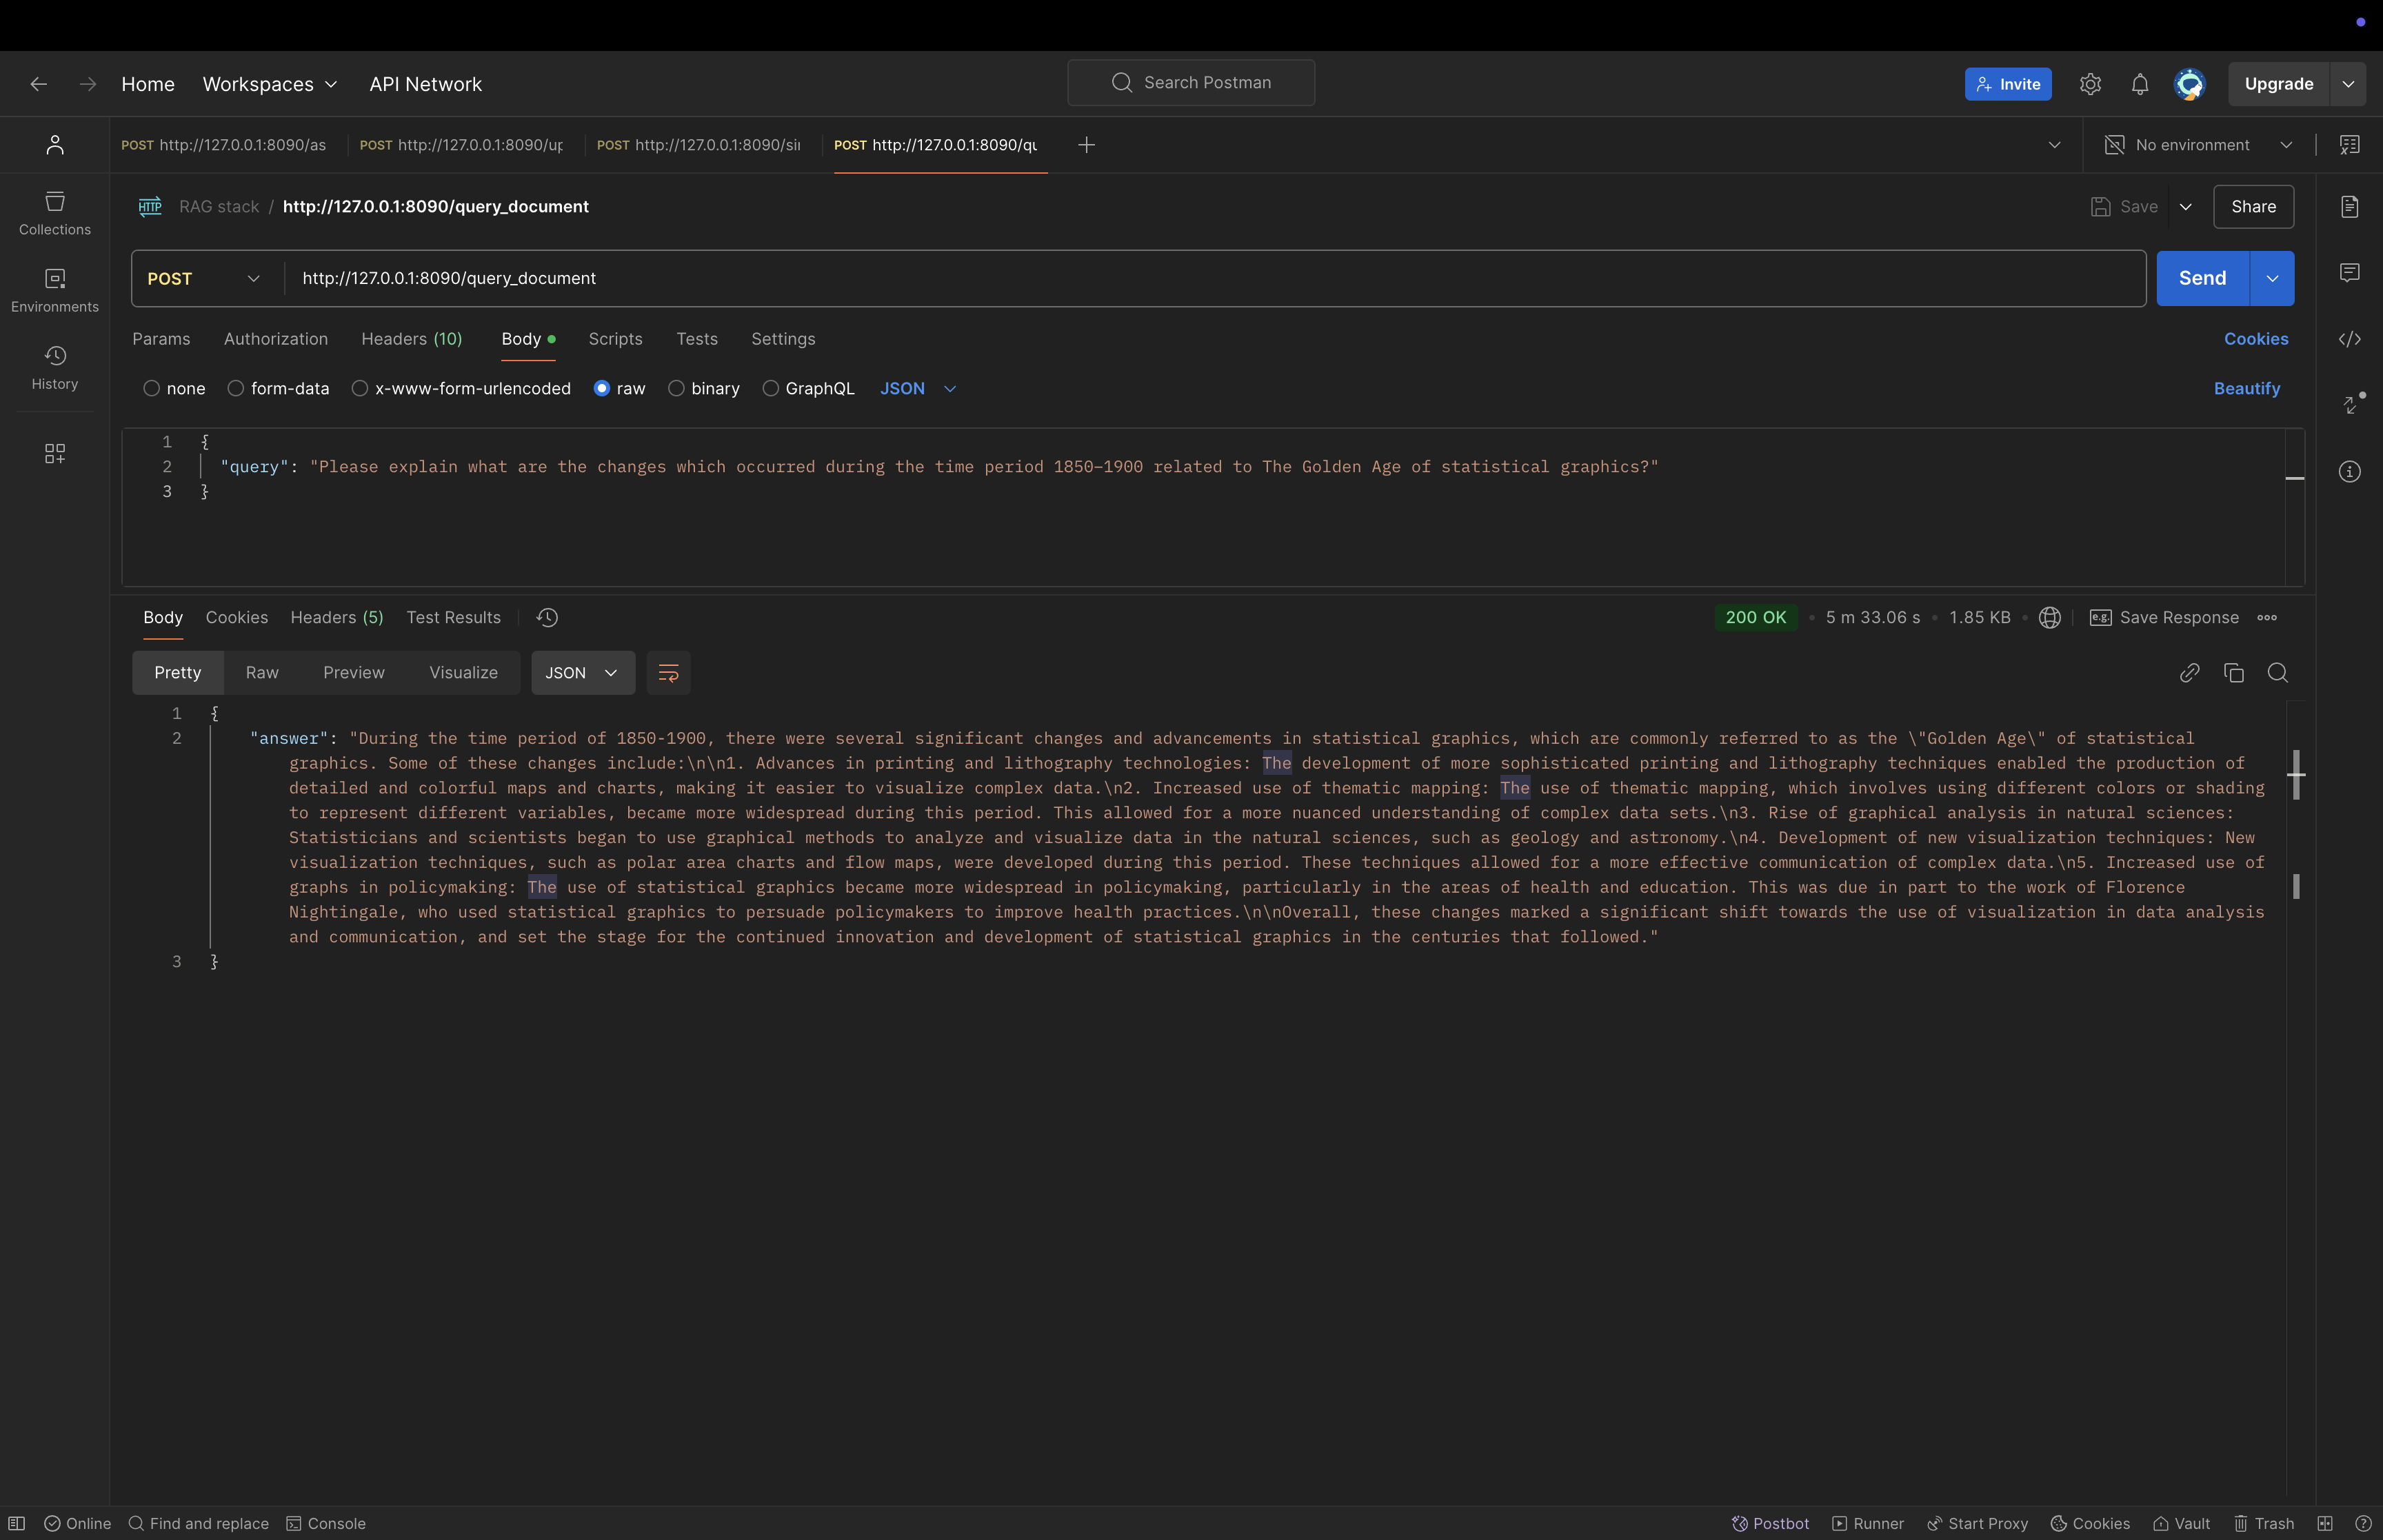 Home Workspaces API Network Search Postman Invite Upgrade
POST http://127.0.0.1:8090/as POST http://127.0.0.1:8090/up POST http://127.0.0.1:8090/sii POST http://127.0.0.1:8090/qu No environment
Collections
Environments
History
HTTP RAG stack / http://127.0.0.1:8090/query_document Save Share
POST http://127.0.0.1:8090/query_document Send
Params Authorization Headers (10) Body Scripts Tests Settings Cookies
none form-data x-www-form-urlencoded raw binary GraphQL JSON Beautify
1 {
2 "query": "Please explain what are the changes which occurred during the time period 1850–1900 related to The Golden Age of statistical graphics?"
3 }
Body Cookies Headers (5) Test Results 200 OK • 5 m 33.06 s • 1.85 KB • e.g. Save Response
Pretty Raw Preview Visualize JSON
1 {
2 "answer": "During the time period of 1850-1900, there were several significant changes and advancements in statistical graphics, which are commonly referred to as the \"Golden Age\" of statistical
graphics. Some of these changes include:\n\n1. Advances in printing and lithography technologies: The development of more sophisticated printing and lithography techniques enabled the production of
detailed and colorful maps and charts, making it easier to visualize complex data.\n2. Increased use of thematic mapping: The use of thematic mapping, which involves using different colors or shading
to represent different variables, became more widespread during this period. This allowed for a more nuanced understanding of complex data sets.\n3. Rise of graphical analysis in natural sciences:
Statisticians and scientists began to use graphical methods to analyze and visualize data in the natural sciences, such as geology and astronomy.\n4. Development of new visualization techniques: New
visualization techniques, such as polar area charts and flow maps, were developed during this period. These techniques allowed for a more effective communication of complex data.\n5. Increased use of
graphs in policymaking: The use of statistical graphics became more widespread in policymaking, particularly in the areas of health and education. This was due in part to the work of Florence
Nightingale, who used statistical graphics to persuade policymakers to improve health practices.\n\nOverall, these changes marked a significant shift towards the use of visualization in data analysis
and communication, and set the stage for the continued innovation and development of statistical graphics in the centuries that followed."
3 }
Online Find and replace Console Postbot Runner Start Proxy Cookies Vault Trash